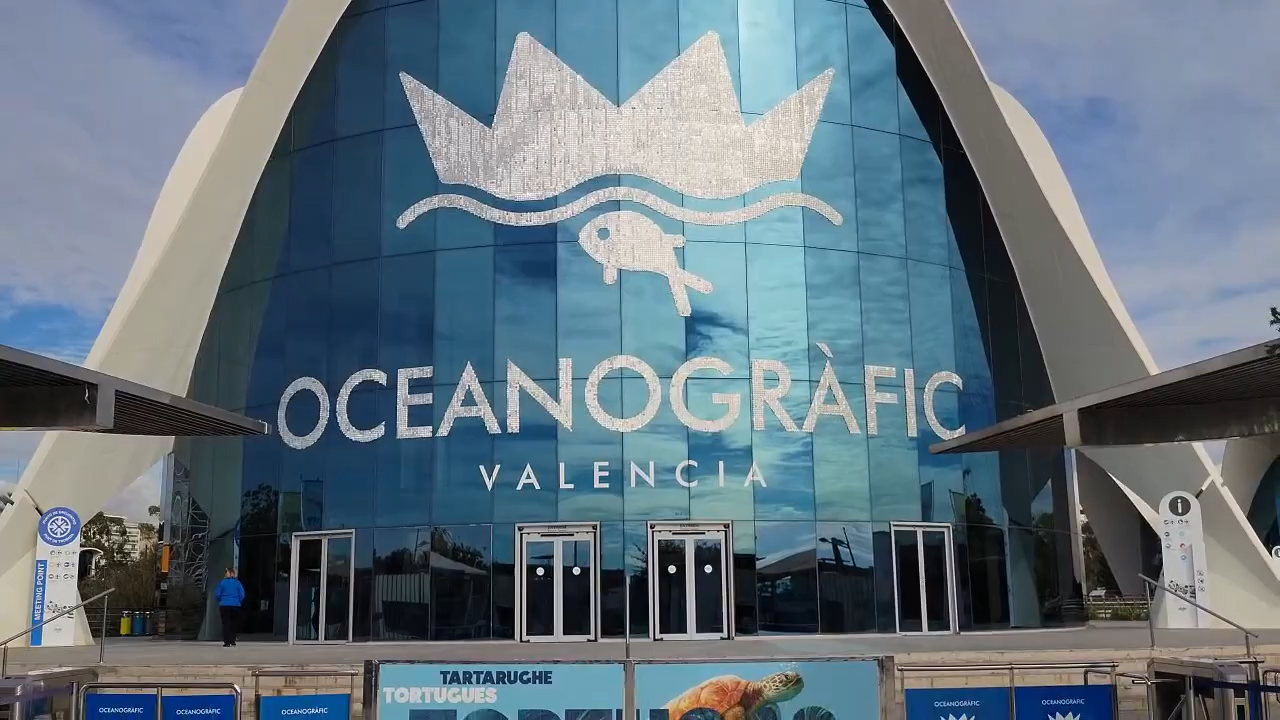 OCEANOGRÀFIC
VALENCIA
MEETING POINT
i
TARTARUGHE
TORTUGUES
OCEANOGRÀFIC
OCEANOGRÀFIC
OCEANOGRÀFIC
OCEANOGRÀFIC
OCEANOGRÀFIC